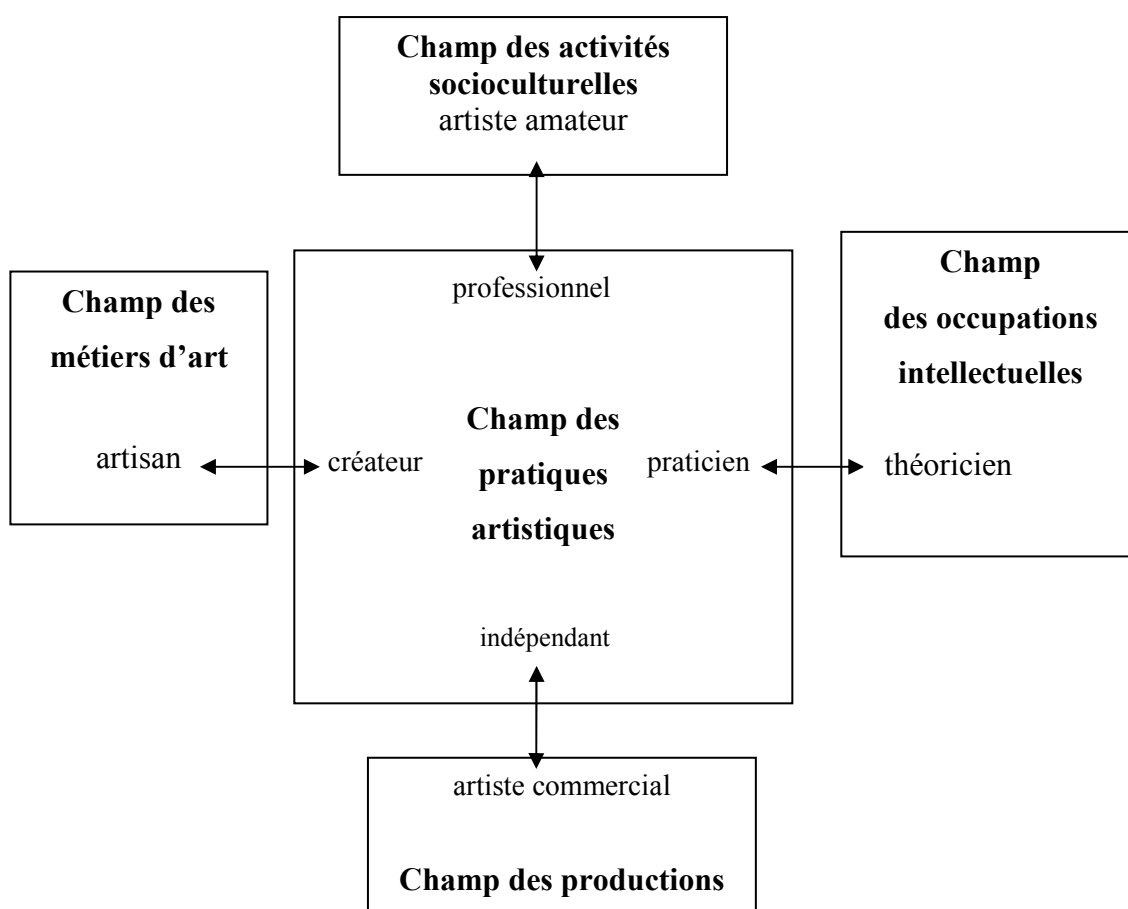 Champ des activités
socioculturelles
artiste amateur
professionnel
Champ des
métiers d’art
artisan
créateur
Champ des
pratiques
artistiques
praticien
Champ
des occupations
intellectuelles
théoricien
indépendant
artiste commercial
Champ des productions